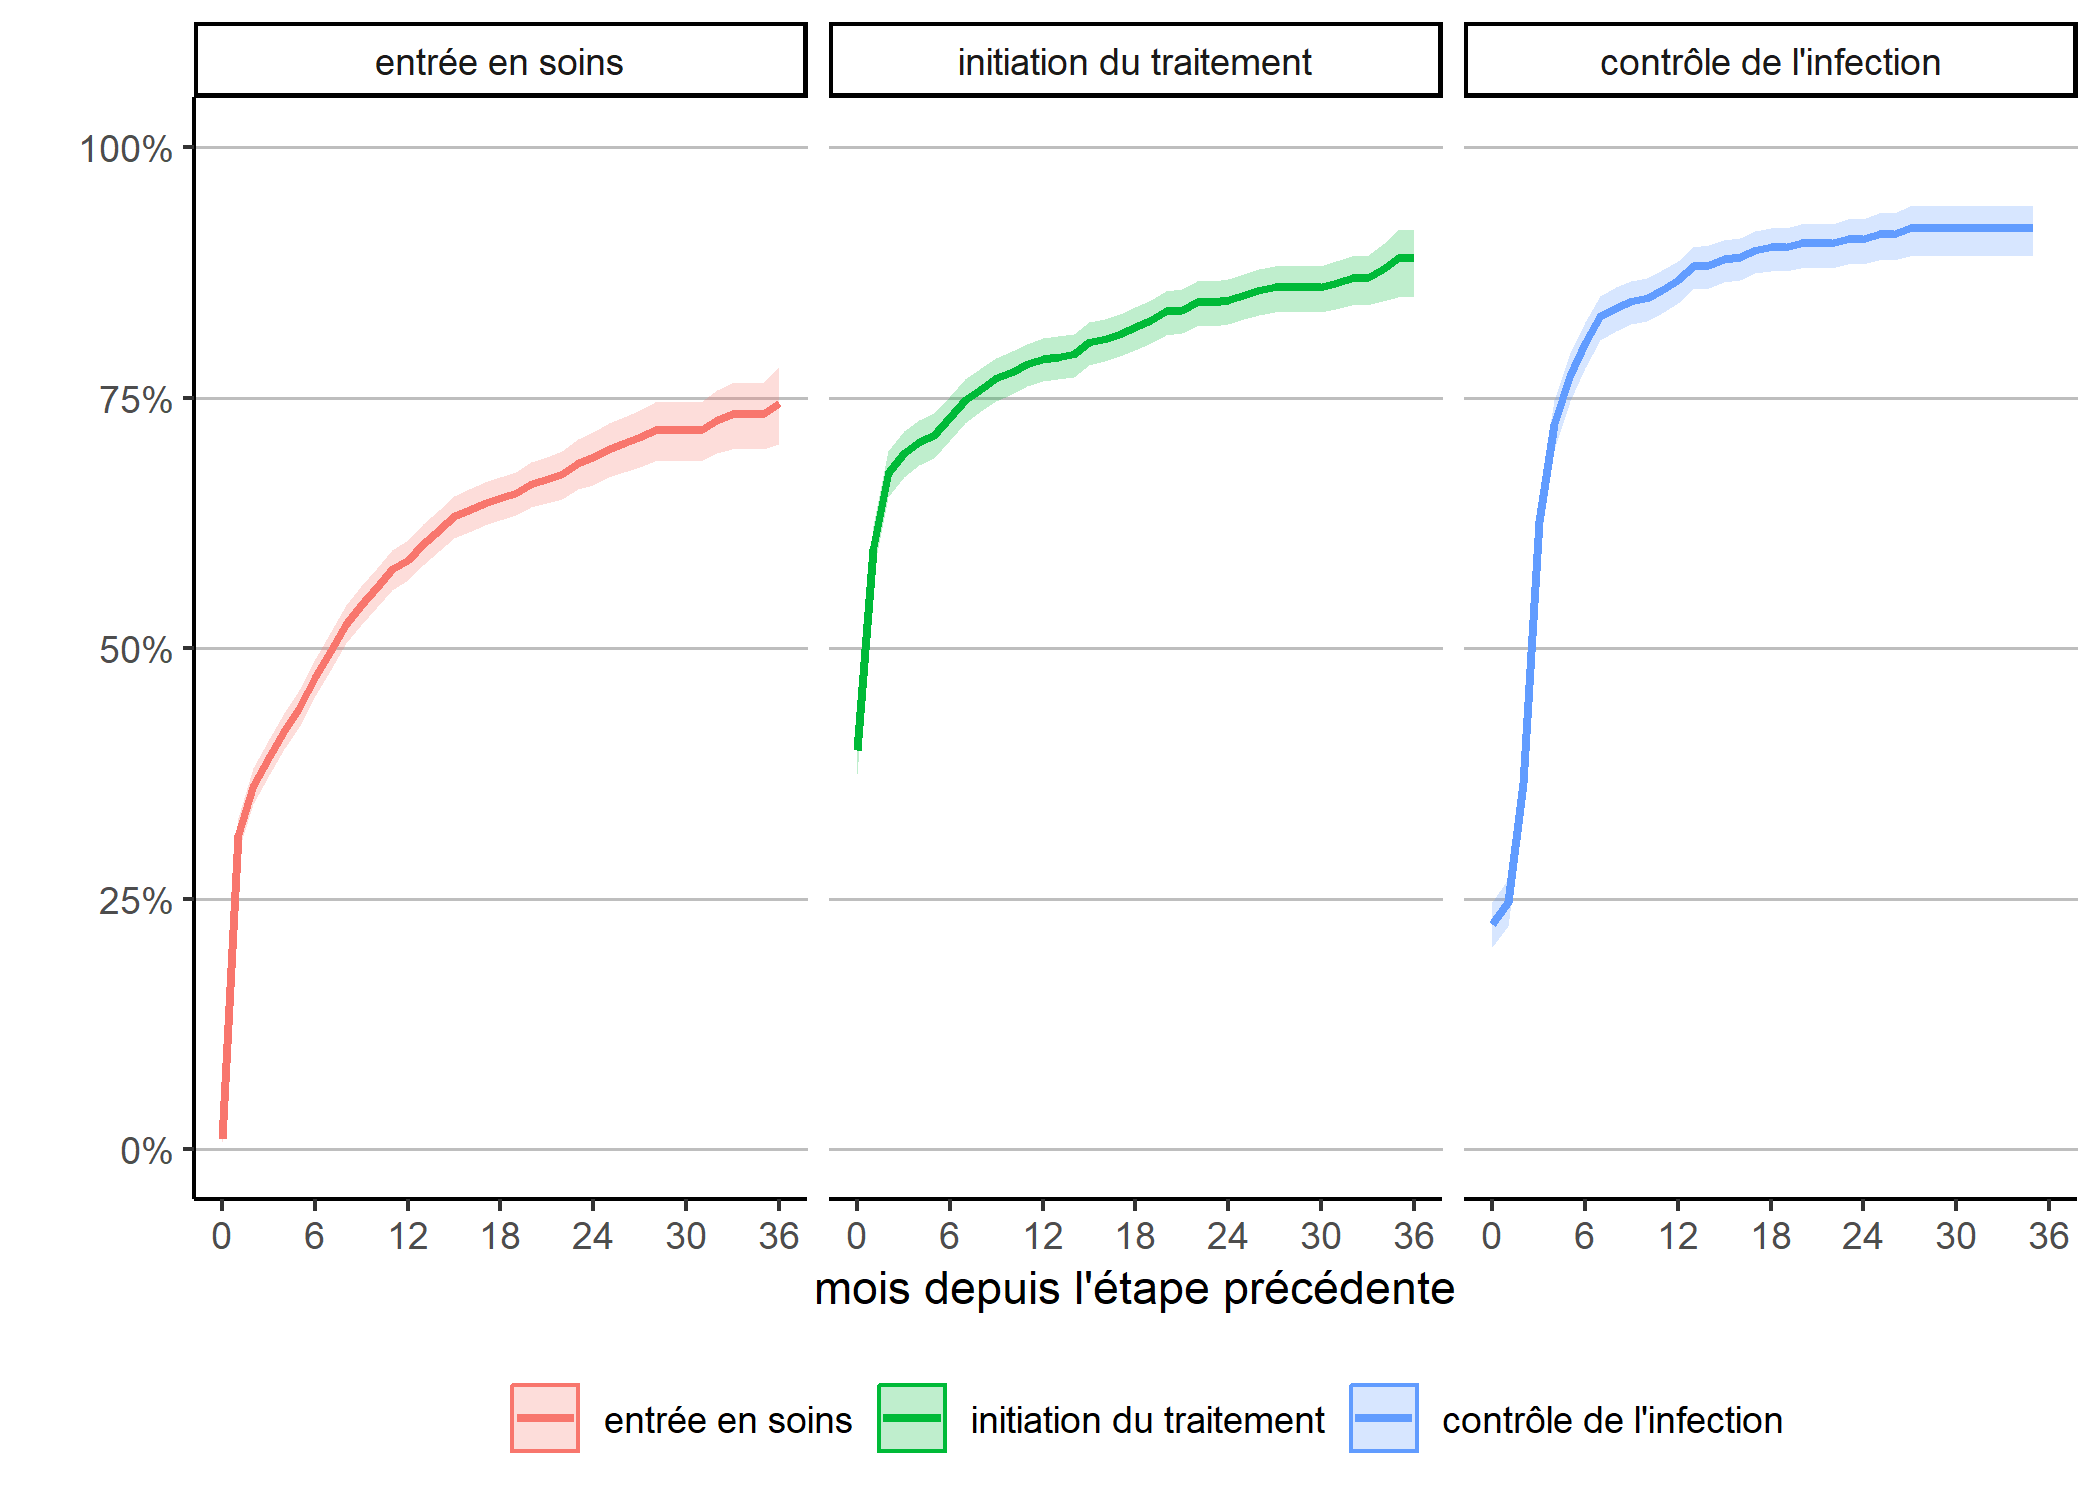 entrée en soins
initiation du traitement
contrôle de l'infection
100%
75%
50%
25%
0%
0 6 12 18 24 30 36
0 6 12 18 24 30 36
0 6 12 18 24 30 36
mois depuis l'étape précédente
entrée en soins
initiation du traitement
contrôle de l'infection